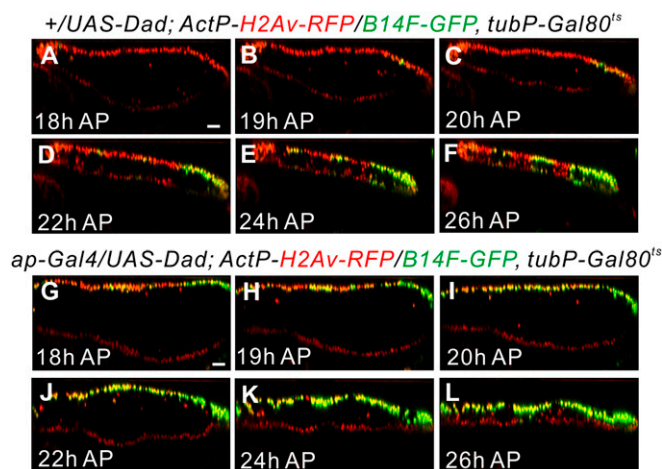 +/UAS-Dad; ActP-H2Av-RFP/B14F-GFP, tubP-Gal80ts
A B C
18h AP 19h AP 20h AP
D E F
22h AP 24h AP 26h AP
ap-Gal4/UAS-Dad; ActP-H2Av-RFP/B14F-GFP, tubP-Gal80ts
G H I
18h AP 19h AP 20h AP
J K L
22h AP 24h AP 26h AP